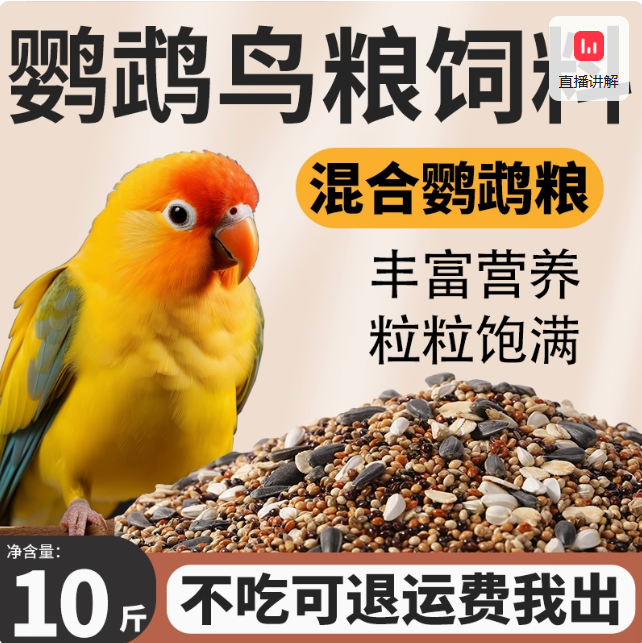 鹦鹉鸟粮饲料
直播讲解
混合鹦鹉粮
丰富营养
粒粒饱满
净含量：
10斤
不吃可退运费我出